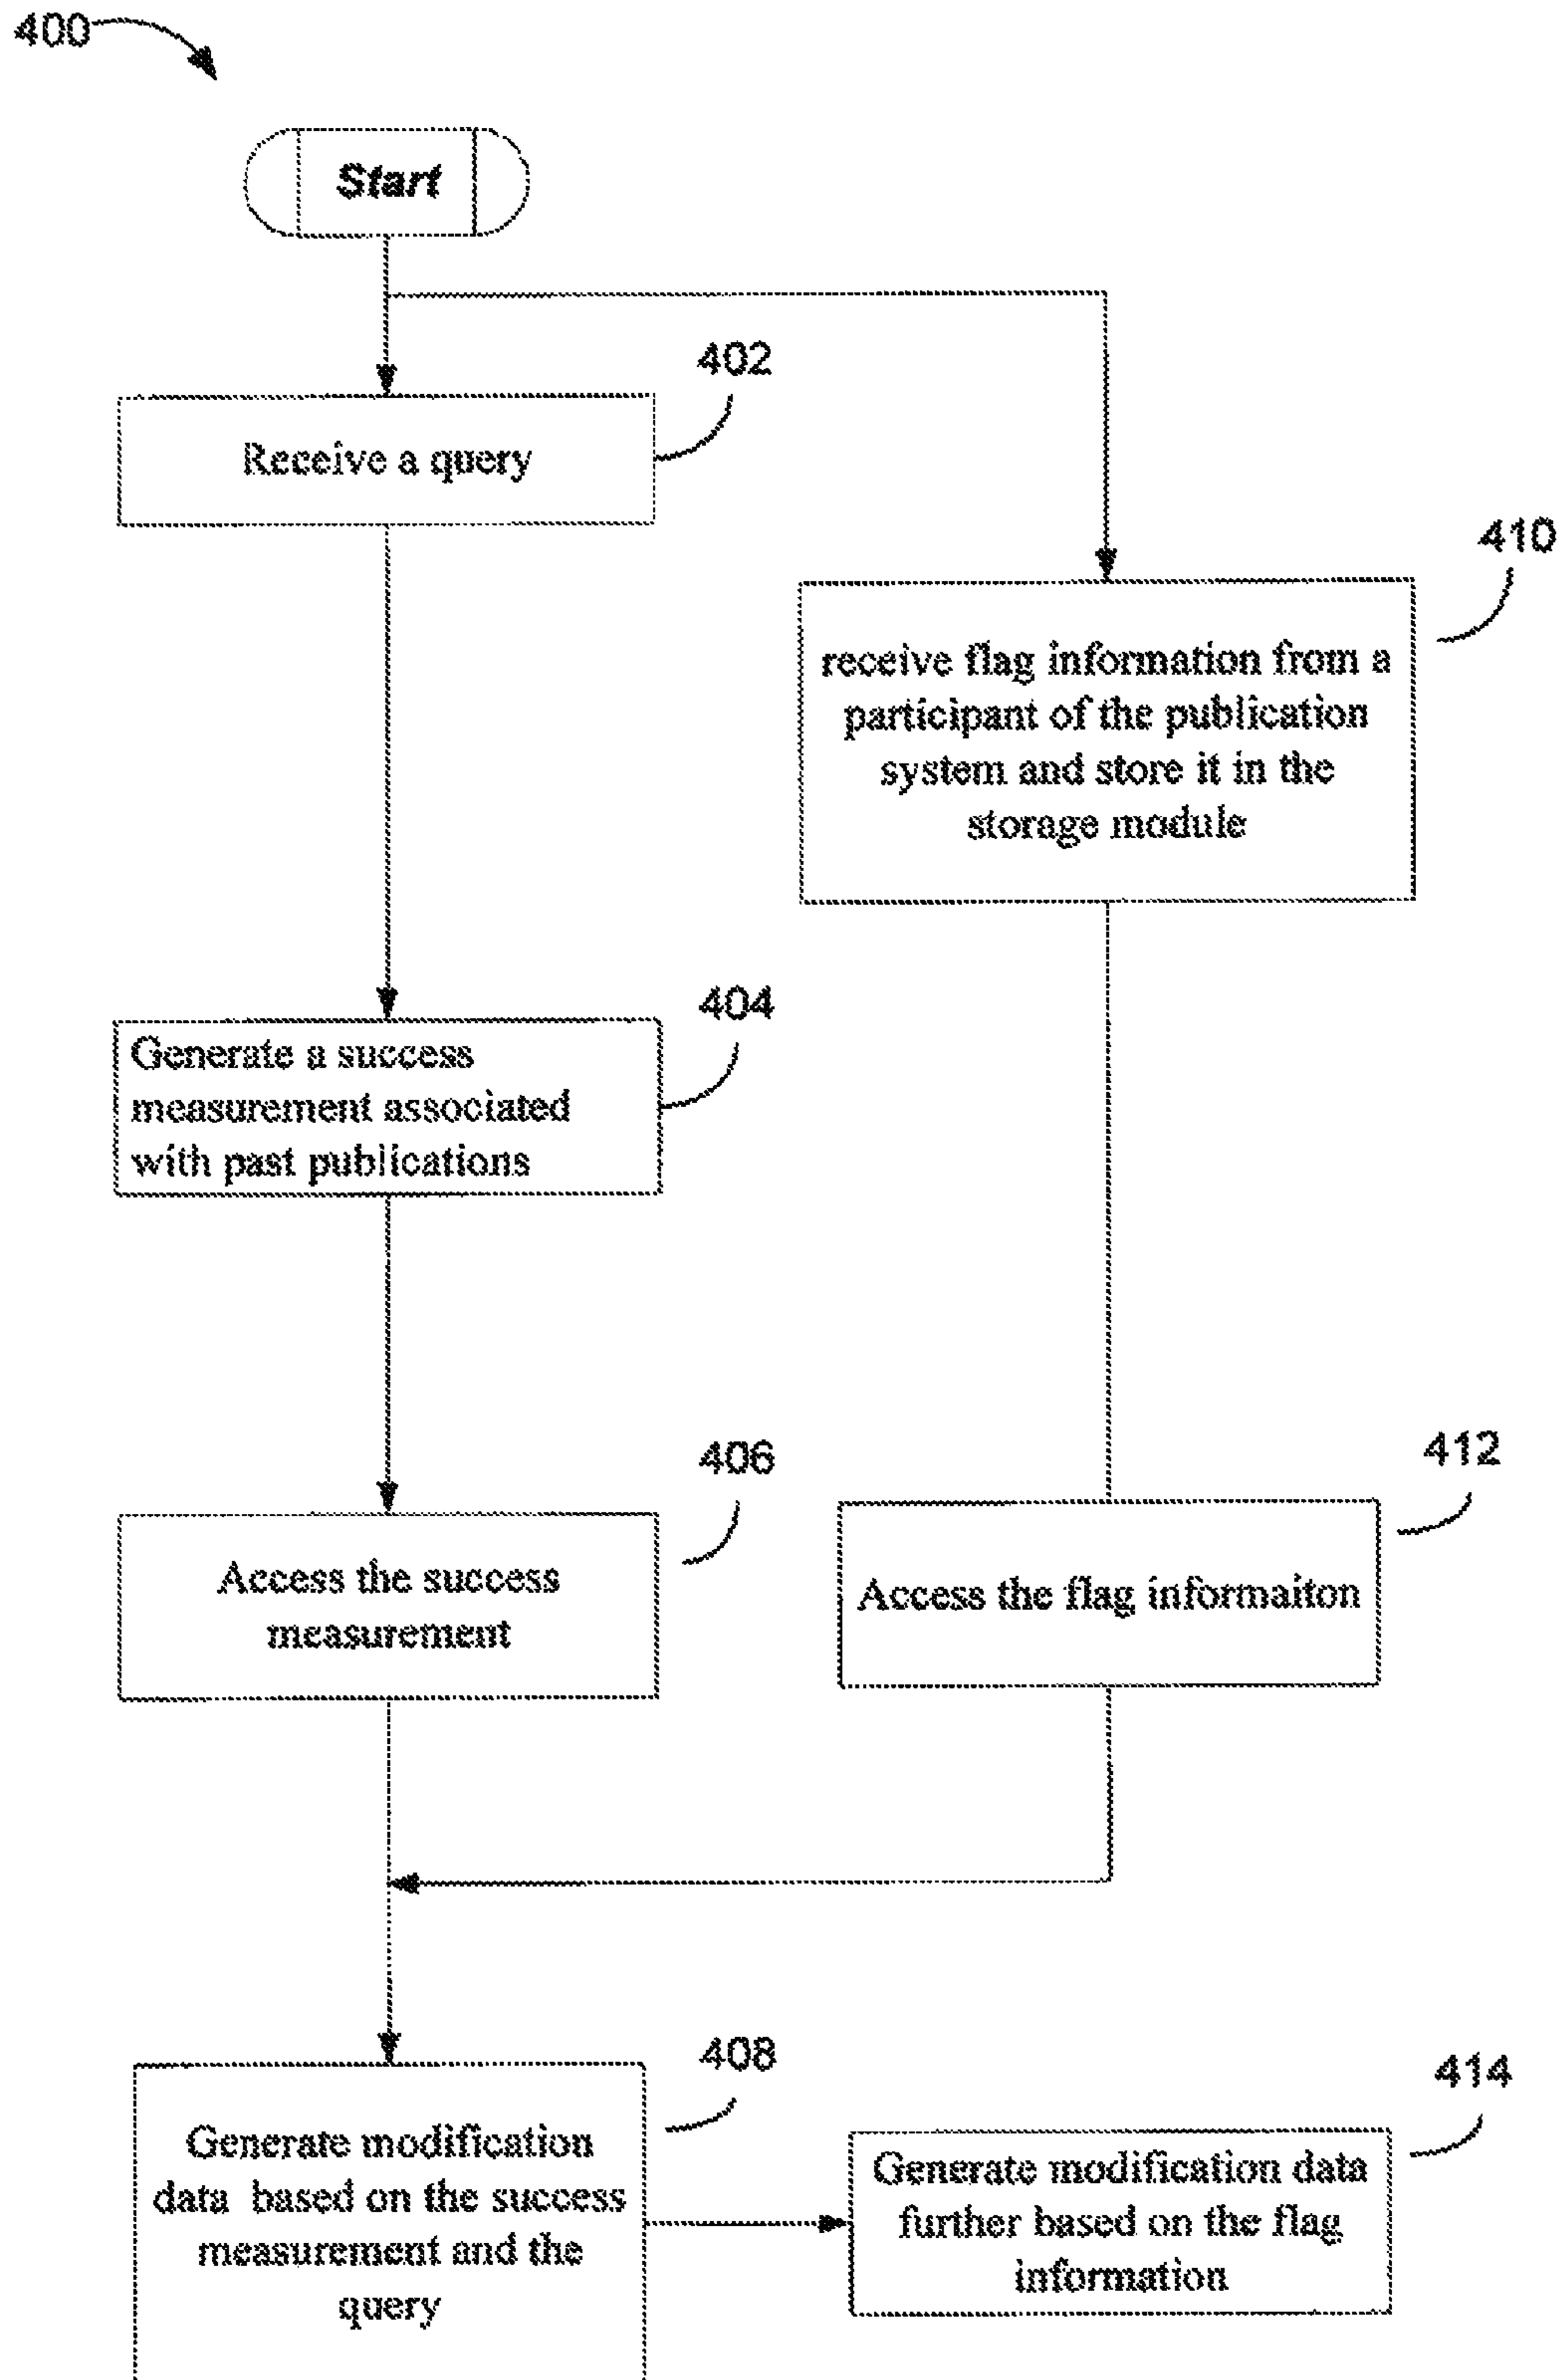 400
Start
402
Receive a query
410
receive flag information from a
participant of the publication
system and store it in the
storage module
404
Generate a success
measurement associated
with past publications
406
Access the success
measurement
412
Access the flag informaiton
408
Generate modification
data based on the success
measurement and the
query
414
Generate modification data
further based on the flag
information